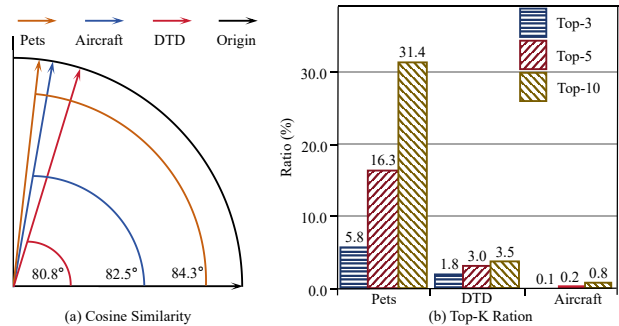 Pets Aircraft DTD Origin
80.8° 82.5° 84.3°
(a) Cosine Similarity
Top-3
Top-5
Top-10
Ratio (%)
30.0
20.0
10.0
0.0
5.8 16.3 31.4
1.8 3.0 3.5
0.1 0.2 0.8
Pets DTD Aircraft
(b) Top-K Ration